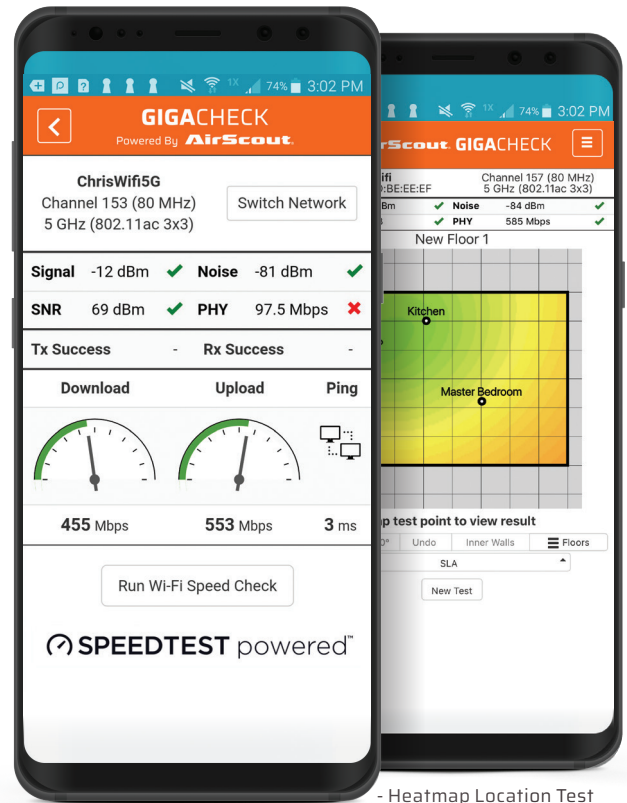 1X 74% 3:02 PM
GIGACHECK
Powered By AirScout.
ChrisWifi5G
Channel 153 (80 MHz)
5 GHz (802.11ac 3x3)
Switch Network
Signal -12 dBm Noise -81 dBm
SNR 69 dBm PHY 97.5 Mbps
Tx Success - Rx Success -
Download Upload Ping
455 Mbps 553 Mbps 3 ms
Run Wi-Fi Speed Check
SPEEDTEST powered™
1X 74% 3:02 PM
rScout. GIGACHECK
ifi Channel 157 (80 MHz)
:BE:EE:EF 5 GHz (802.11ac 3x3)
Bm Noise -84 dBm
PHY 585 Mbps
New Floor 1
Kitchen
Master Bedroom
p test point to view result
0° Undo Inner Walls Floors
SLA
New Test
- Heatmap Location Test